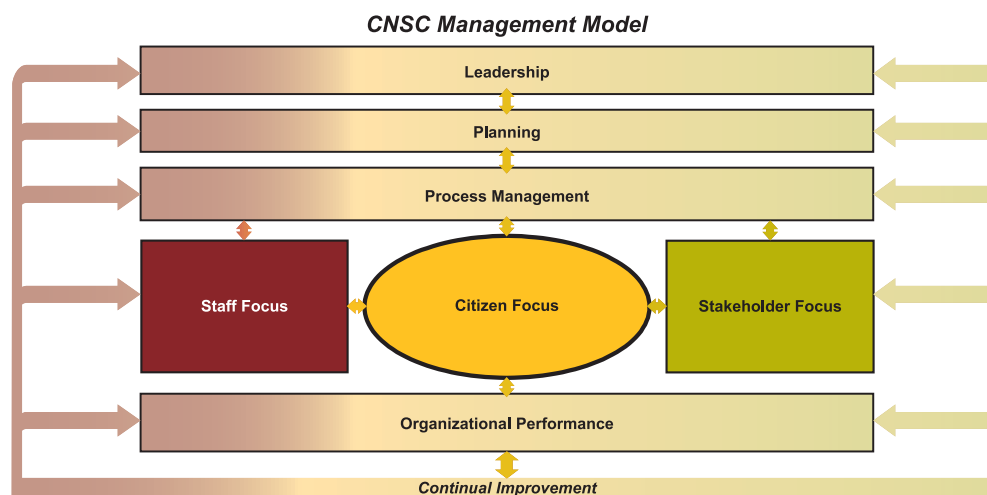 CNSC Management Model
Leadership
Planning
Process Management
Staff Focus
Citizen Focus
Stakeholder Focus
Organizational Performance
Continual Improvement